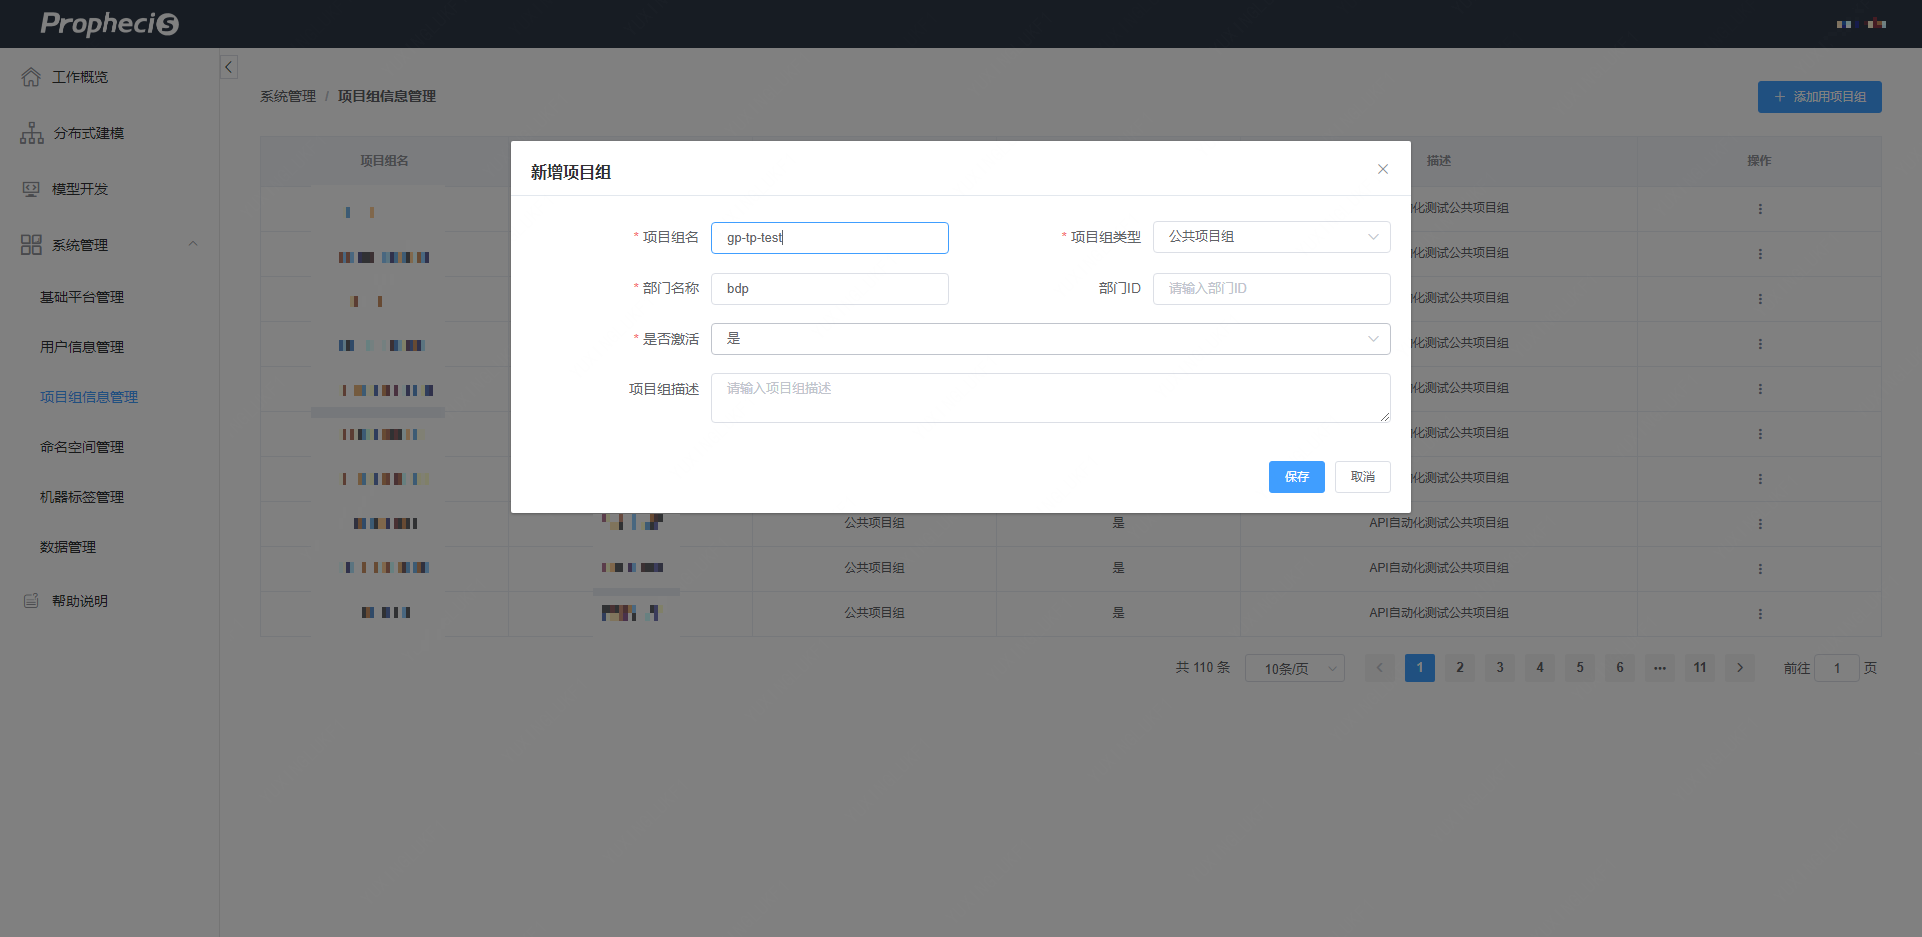 Prophecis
工作概览
分布式建模
模型开发
系统管理
基础平台管理
用户信息管理
项目组信息管理
命名空间管理
机器标签管理
数据管理
帮助说明
系统管理 / 项目组信息管理
+ 添加用项目组
项目组名 描述 操作
新增项目组
* 项目组名 gp-tp-test * 项目组类型 公共项目组
* 部门名称 bdp 部门ID 请输入部门ID
* 是否激活 是
项目组描述 请输入项目组描述
保存 取消
化测试公共项目组
化测试公共项目组
化测试公共项目组
化测试公共项目组
化测试公共项目组
化测试公共项目组
化测试公共项目组
公共项目组 是 API自动化测试公共项目组
公共项目组 是 API自动化测试公共项目组
公共项目组 是 API自动化测试公共项目组
共 110 条 10条/页 1 2 3 4 5 6 ••• 11 前往 1 页